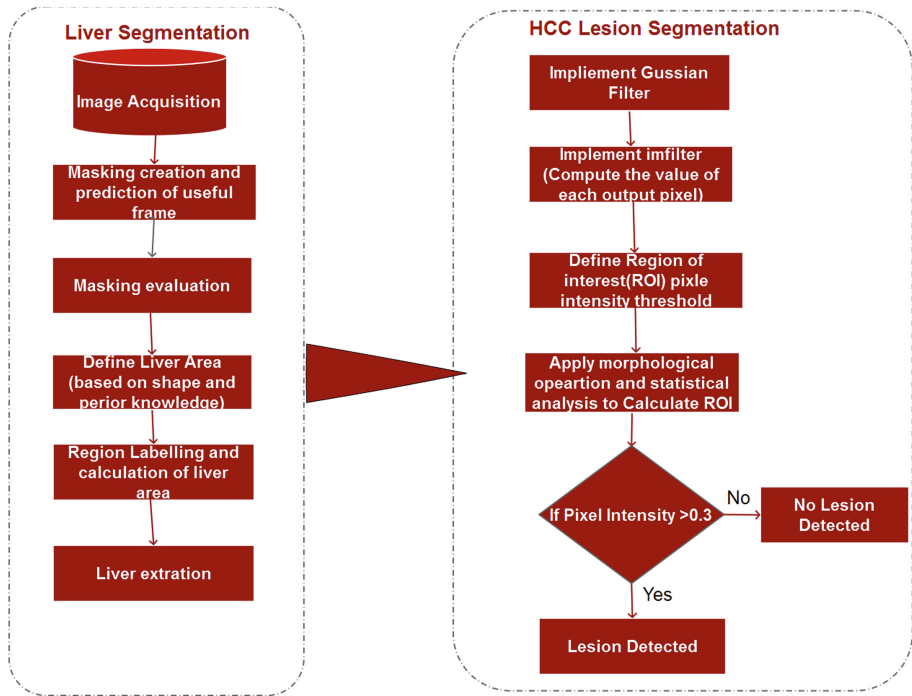 Liver Segmentation
Image Acquisition
Masking creation and
prediction of useful
frame
Masking evaluation
Define Liver Area
(based on shape and
perior knowledge)
Region Labelling and
calculation of liver
area
Liver extration
HCC Lesion Segmentation
Impliement Gussian
Filter
Implement imfilter
(Compute the value of
each output pixel)
Define Region of
interest(ROI) pixle
intensity threshold
Apply morphological
opeartion and statistical
analysis to Calculate ROI
If Pixel Intensity >0.3
No
No Lesion
Detected
Yes
Lesion Detected